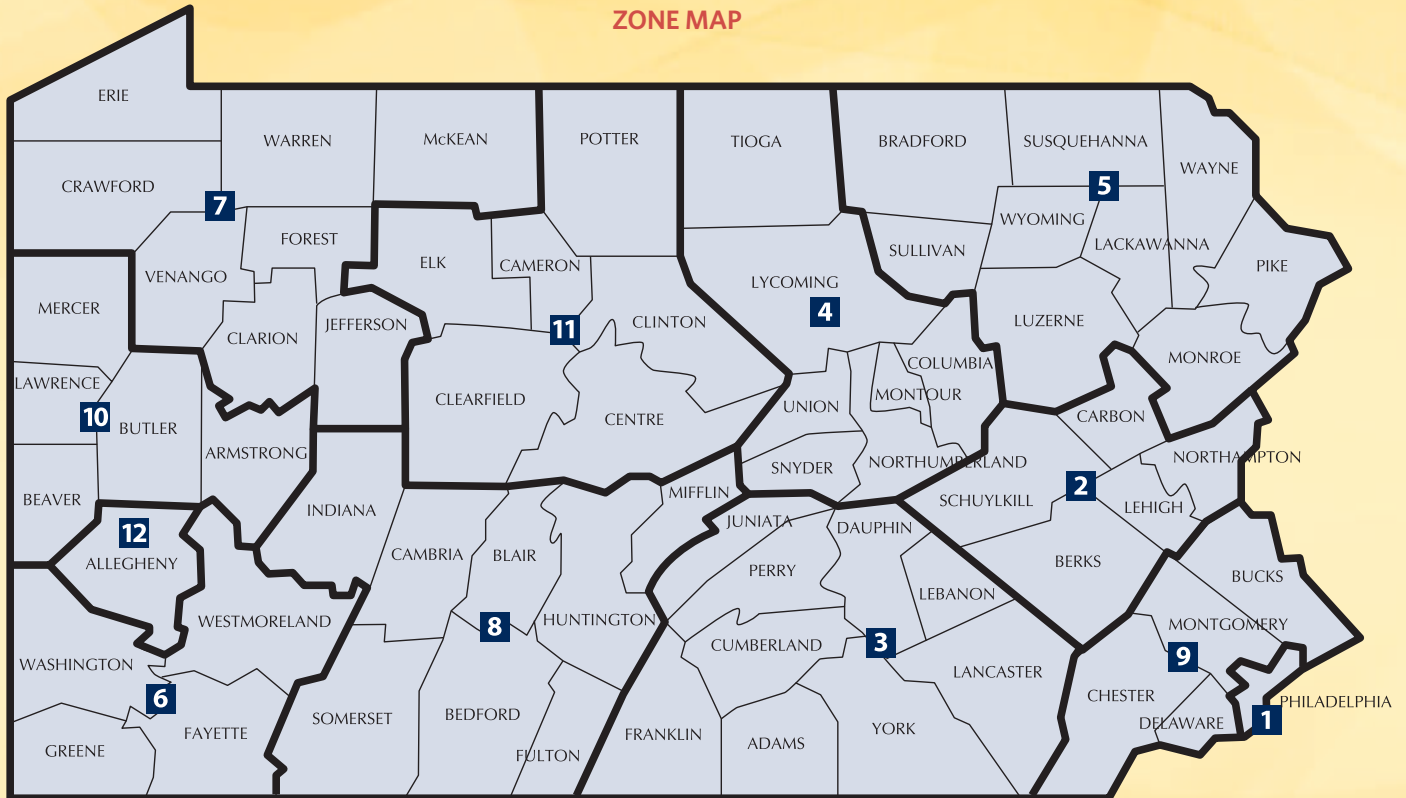 ZONE MAP
ERIE
WARREN
McKEAN
POTTER
TIOGA
BRADFORD
SUSQUEHANNA
WAYNE
CRAWFORD
7
5
FOREST
WYOMING
LACKAWANNA
VENANGO
ELK
CAMERON
SULLIVAN
PIKE
MERCER
LYCOMING
4
CLARION
JEFFERSON
11
CLINTON
LUZERNE
MONROE
LAWRENCE
COLUMBIA
10
BUTLER
CLEARFIELD
CENTRE
UNION
MONTOUR
CARBON
ARMSTRONG
SNYDER
NORTHUMBERLAND
NORTHAMPTON
BEAVER
INDIANA
MIFFLIN
SCHUYLKILL
2
LEHIGH
12
ALLEGHENY
CAMBRIA
BLAIR
JUNIATA
DAUPHIN
PERRY
BERKS
BUCKS
LEBANON
WESTMORELAND
8
HUNTINGTON
MONTGOMERY
WASHINGTON
CUMBERLAND
3
9
6
LANCASTER
CHESTER
PHILADELPHIA
SOMERSET
BEDFORD
DELAWARE
1
GREENE
FAYETTE
FULTON
FRANKLIN
ADAMS
YORK